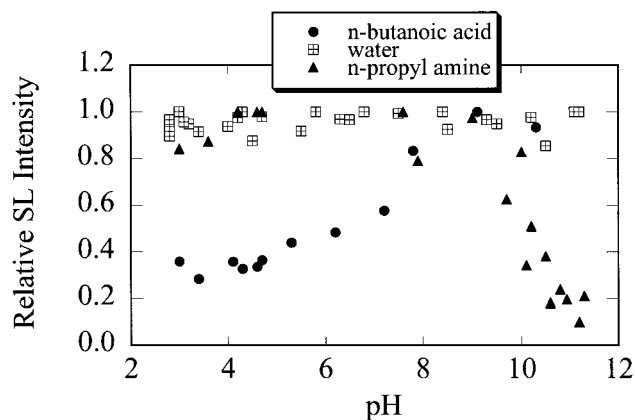 n-butanoic acid
water
n-propyl amine
Relative SL Intensity
1.2
1.0
0.8
0.6
0.4
0.2
0.0
2 4 6 8 10 12
pH